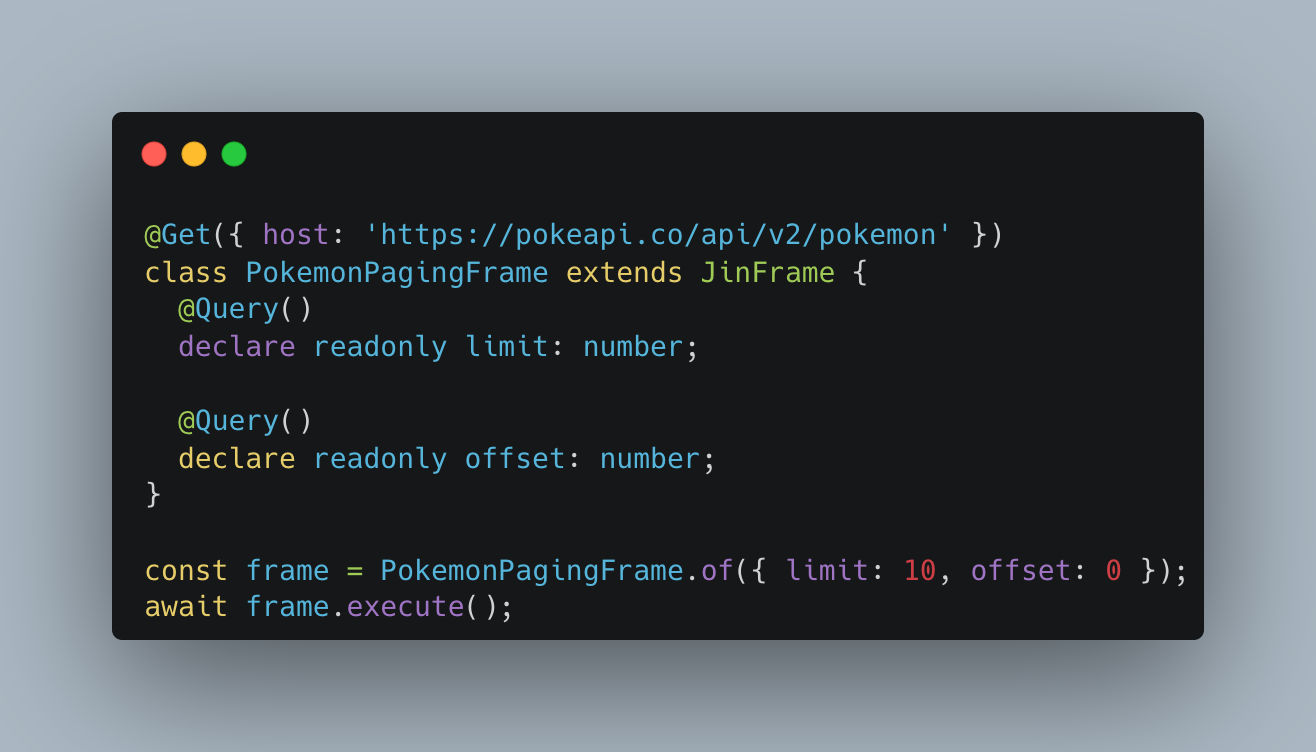 @Get({ host: 'https://pokeapi.co/api/v2/pokemon' })
class PokemonPagingFrame extends JinFrame {
  @Query()
  declare readonly limit: number;

  @Query()
  declare readonly offset: number;
}

const frame = PokemonPagingFrame.of({ limit: 10, offset: 0 });
await frame.execute();